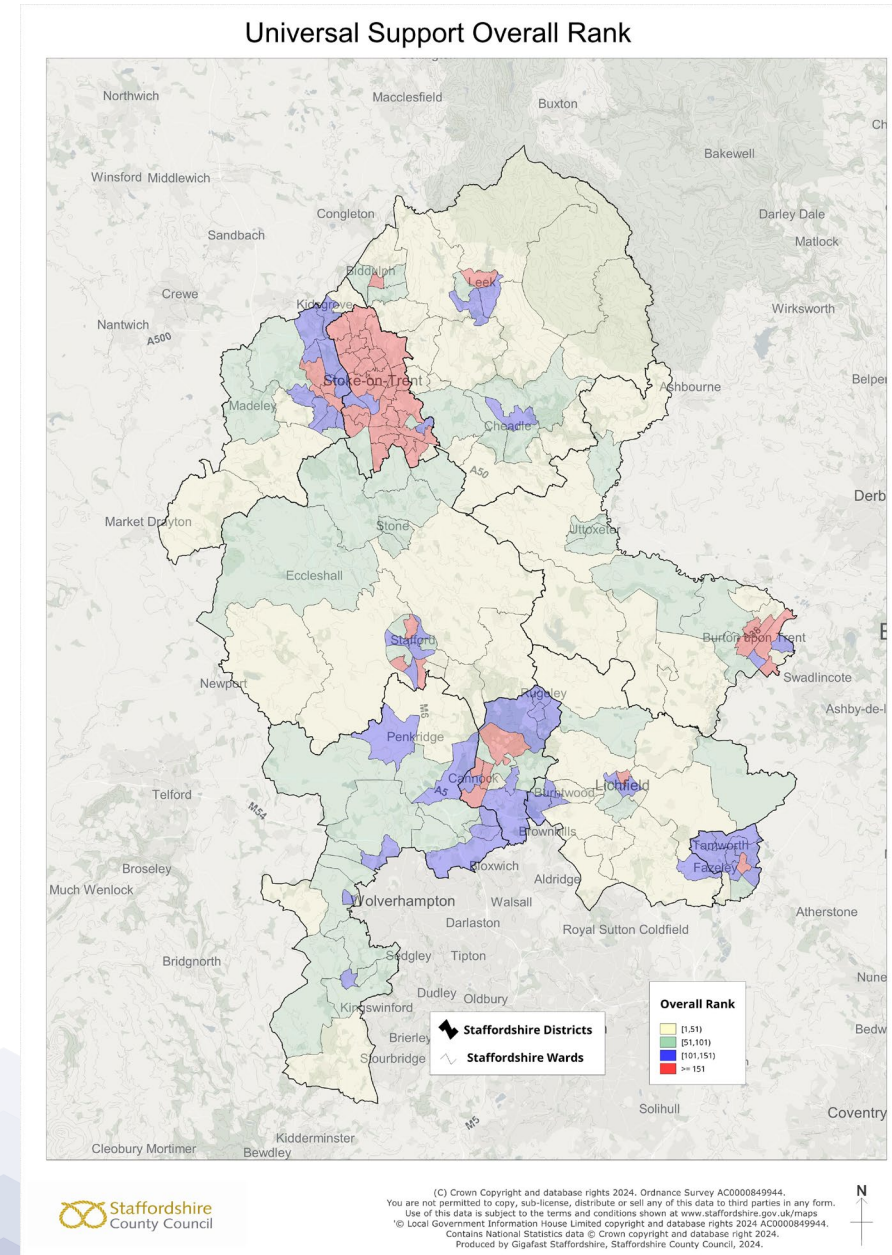 Universal Support Overall Rank
Northwich
Macclesfield
Buxton
Ch
Bakewell
Winsford Middlewich
Congleton
Darley Dale
Sandbach
Matlock
Biddulph
Leek
Crewe
Kidsgrove
Wirksworth
Nantwich
A500
Stoke-on-Trent
Ashbourne
Belper
Madeley
Cheadle
A50
Derb
Market Drayton
Stone
Uttoxeter
Eccleshall
Stafford
Burton upon Trent
A38
Newport
Swadlincote
Rugeley
Ashby-de-l
M6
Penkridge
Cannock
Lichfield
Telford
A5
Burntwood
M54
Brownhills
Tamworth
Broseley
Bloxwich
Fazeley
Much Wenlock
Aldridge
Wolverhampton
Walsall
Atherstone
Darlaston
Royal Sutton Coldfield
Bridgnorth
Sedgley
Tipton
Nune
Dudley
Oldbury
Kingswinford
Overall Rank
[1,51)
[51,101)
[101,151)
>= 151
Staffordshire Districts
Staffordshire Wards
Brierley
Bedw
Stourbridge
Solihull
Coventry
M5
Kidderminster
Cleobury Mortimer
Bewdley
Staffordshire
County Council
(C) Crown Copyright and database rights 2024. Ordnance Survey AC0000849944.
You are not permitted to copy, sub-license, distribute or sell any of this data to third parties in any form.
Use of this data is subject to the terms and conditions shown at www.staffordshire.gov.uk/maps
'© Local Government Information House Limited copyright and database rights 2024 AC0000849944.
Contains National Statistics data © Crown copyright and database right 2024.
Produced by Gigafast Staffordshire, Staffordshire County Council, 2024.
N